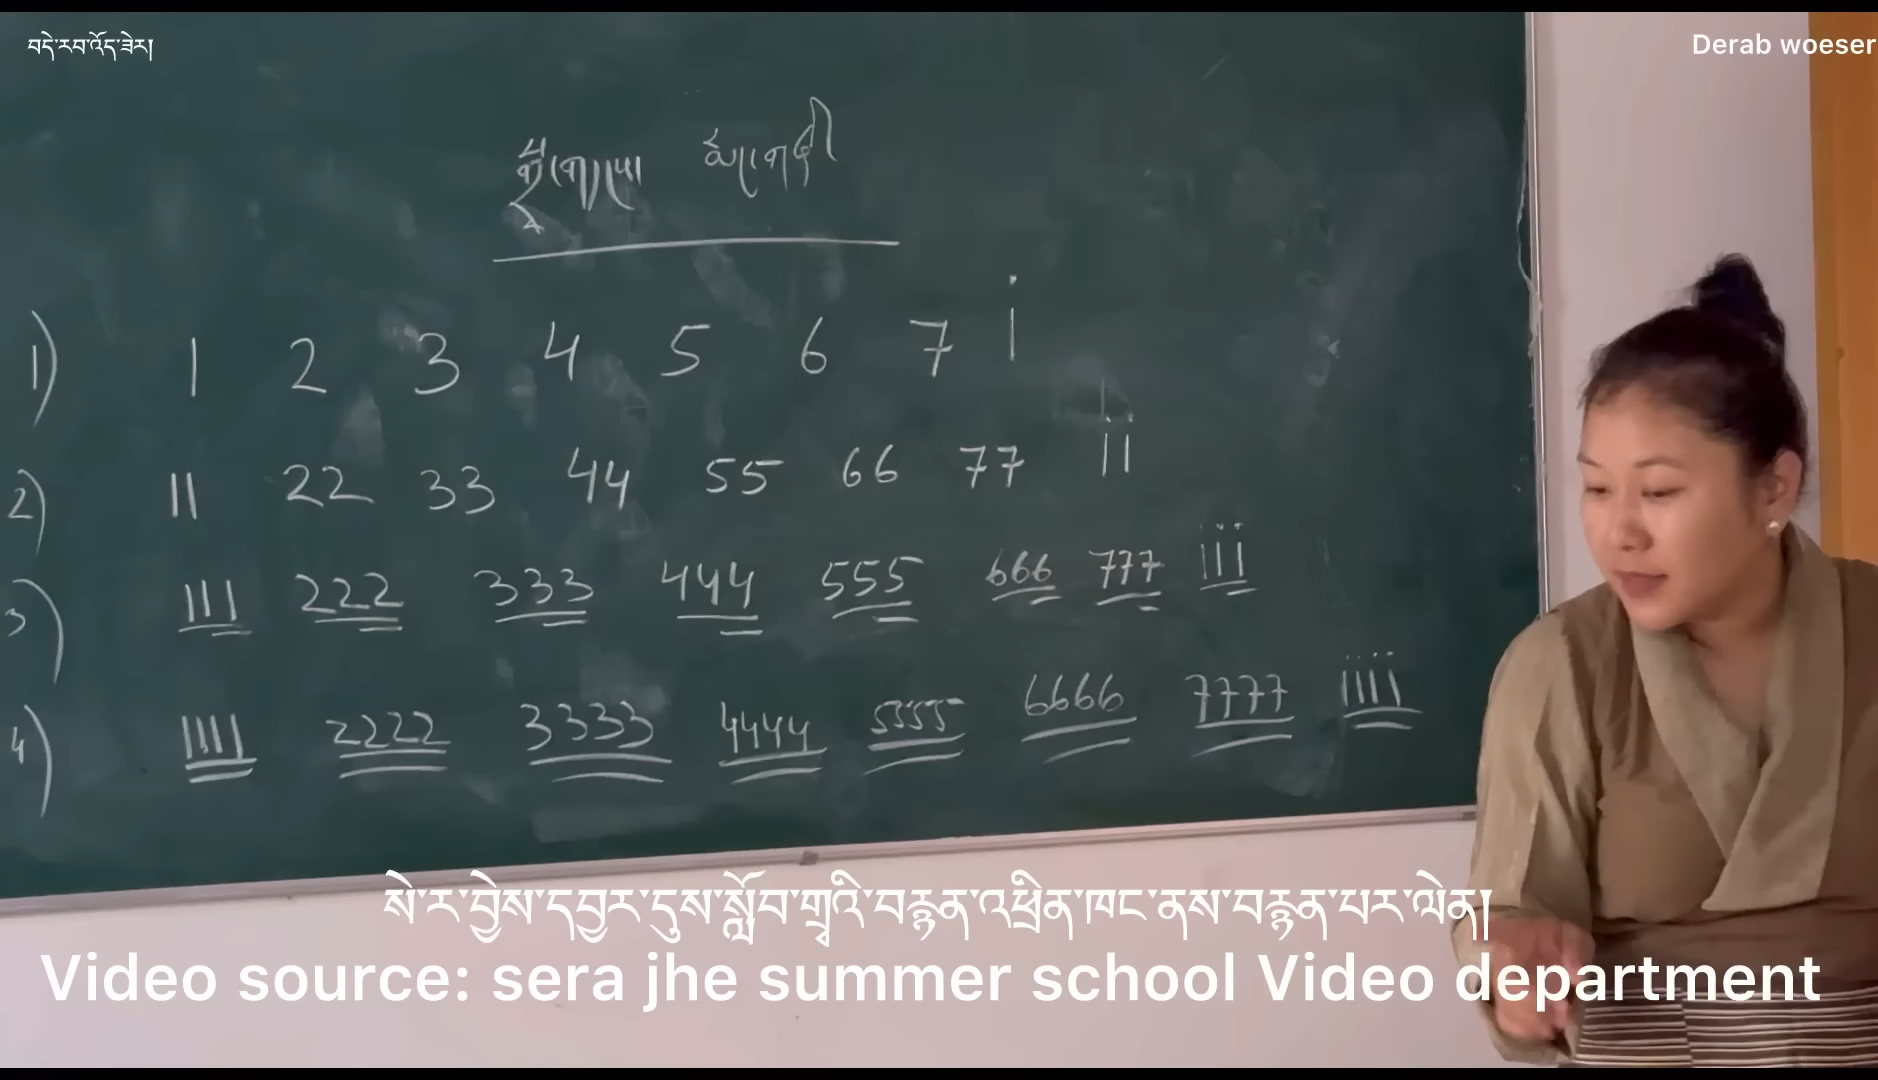 བདེ་རབ་འོད་ཟེར།
Derab woeser
1) 1 2 3 4 5 6 7 i
2) 11 22 33 44 55 66 77 ii
3) 111 222 333 444 555 666 777 iii
4) 1111 2222 3333 4444 5555 6666 7777 iiii
སེ་ར་བྱེས་དབྱར་དུས་སློབ་གྲྭའི་བརྙན་འཕྲིན་ཁང་ནས་བརྙན་པར་ལེན།
Video source: sera jhe summer school Video department